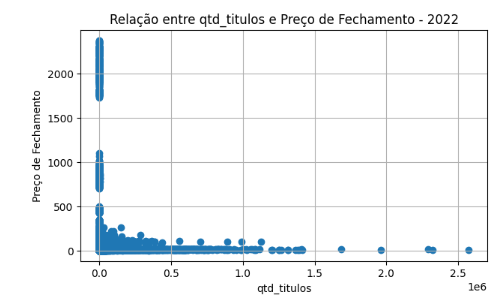 Relação entre qtd_titulos e Preço de Fechamento - 2022
Preço de Fechamento
2000
1500
1000
500
0
0.0 0.5 1.0 1.5 2.0 2.5
1e6
qtd_titulos